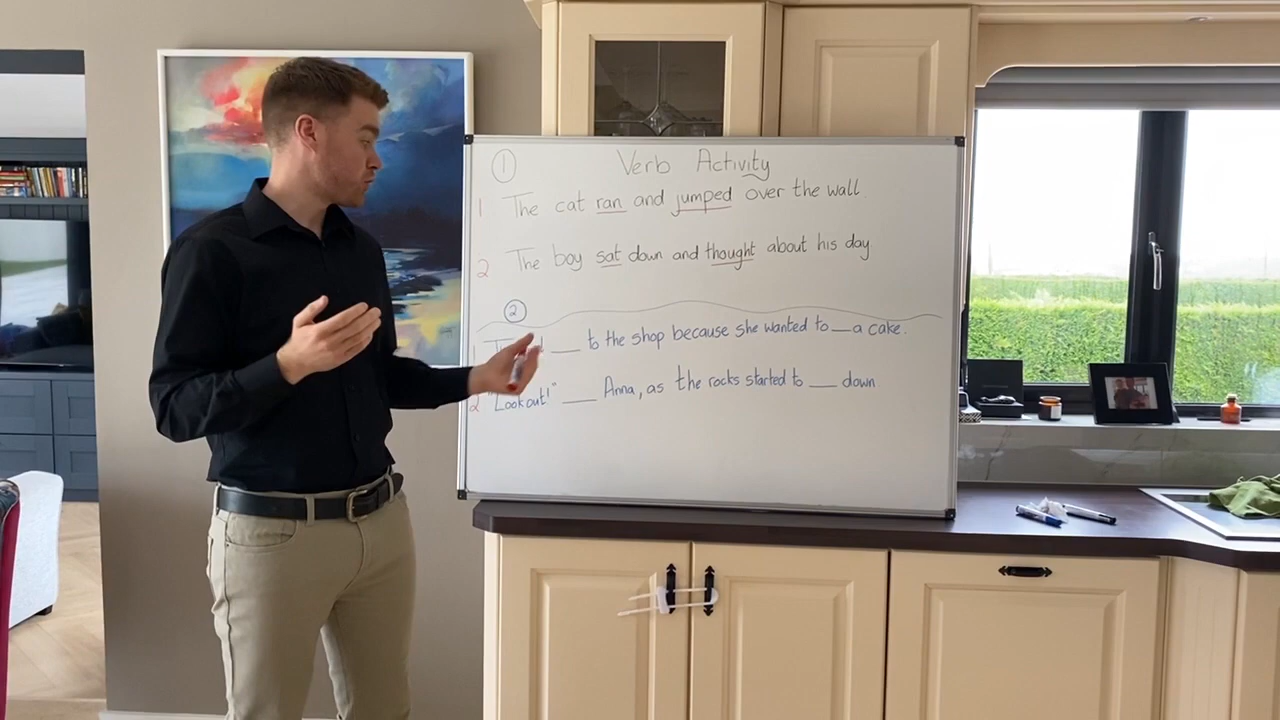 ① Verb Activity
1 The cat ran and jumped over the wall
2 The boy sat down and thought about his day
②
___ to the shop because she wanted to __ a cake.
2 "Look out!" ____ Anna, as the rocks started to ___ down